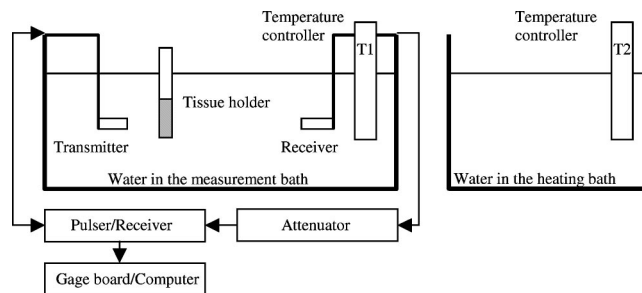 Temperature
controller
T1
Tissue holder
Transmitter
Receiver
Water in the measurement bath
Pulser/Receiver
Attenuator
Gage board/Computer
Temperature
controller
T2
Water in the heating bath